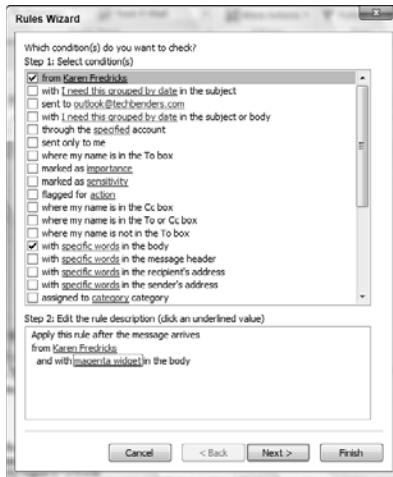 Rules Wizard
Which condition(s) do you want to check?
Step 1: Select condition(s)
from Karen Fredricks
with I need this grouped by date in the subject
sent to outlook@techbenders.com
with I need this grouped by date in the subject or body
through the specified account
sent only to me
where my name is in the To box
marked as importance
marked as sensitivity
flagged for action
where my name is in the Cc box
where my name is in the To or Cc box
where my name is not in the To box
with specific words in the body
with specific words in the message header
with specific words in the recipient's address
with specific words in the sender's address
assigned to category category
Step 2: Edit the rule description (click an underlined value)
Apply this rule after the message arrives
from Karen Fredricks
and with magenta widget in the body
Cancel < Back Next > Finish